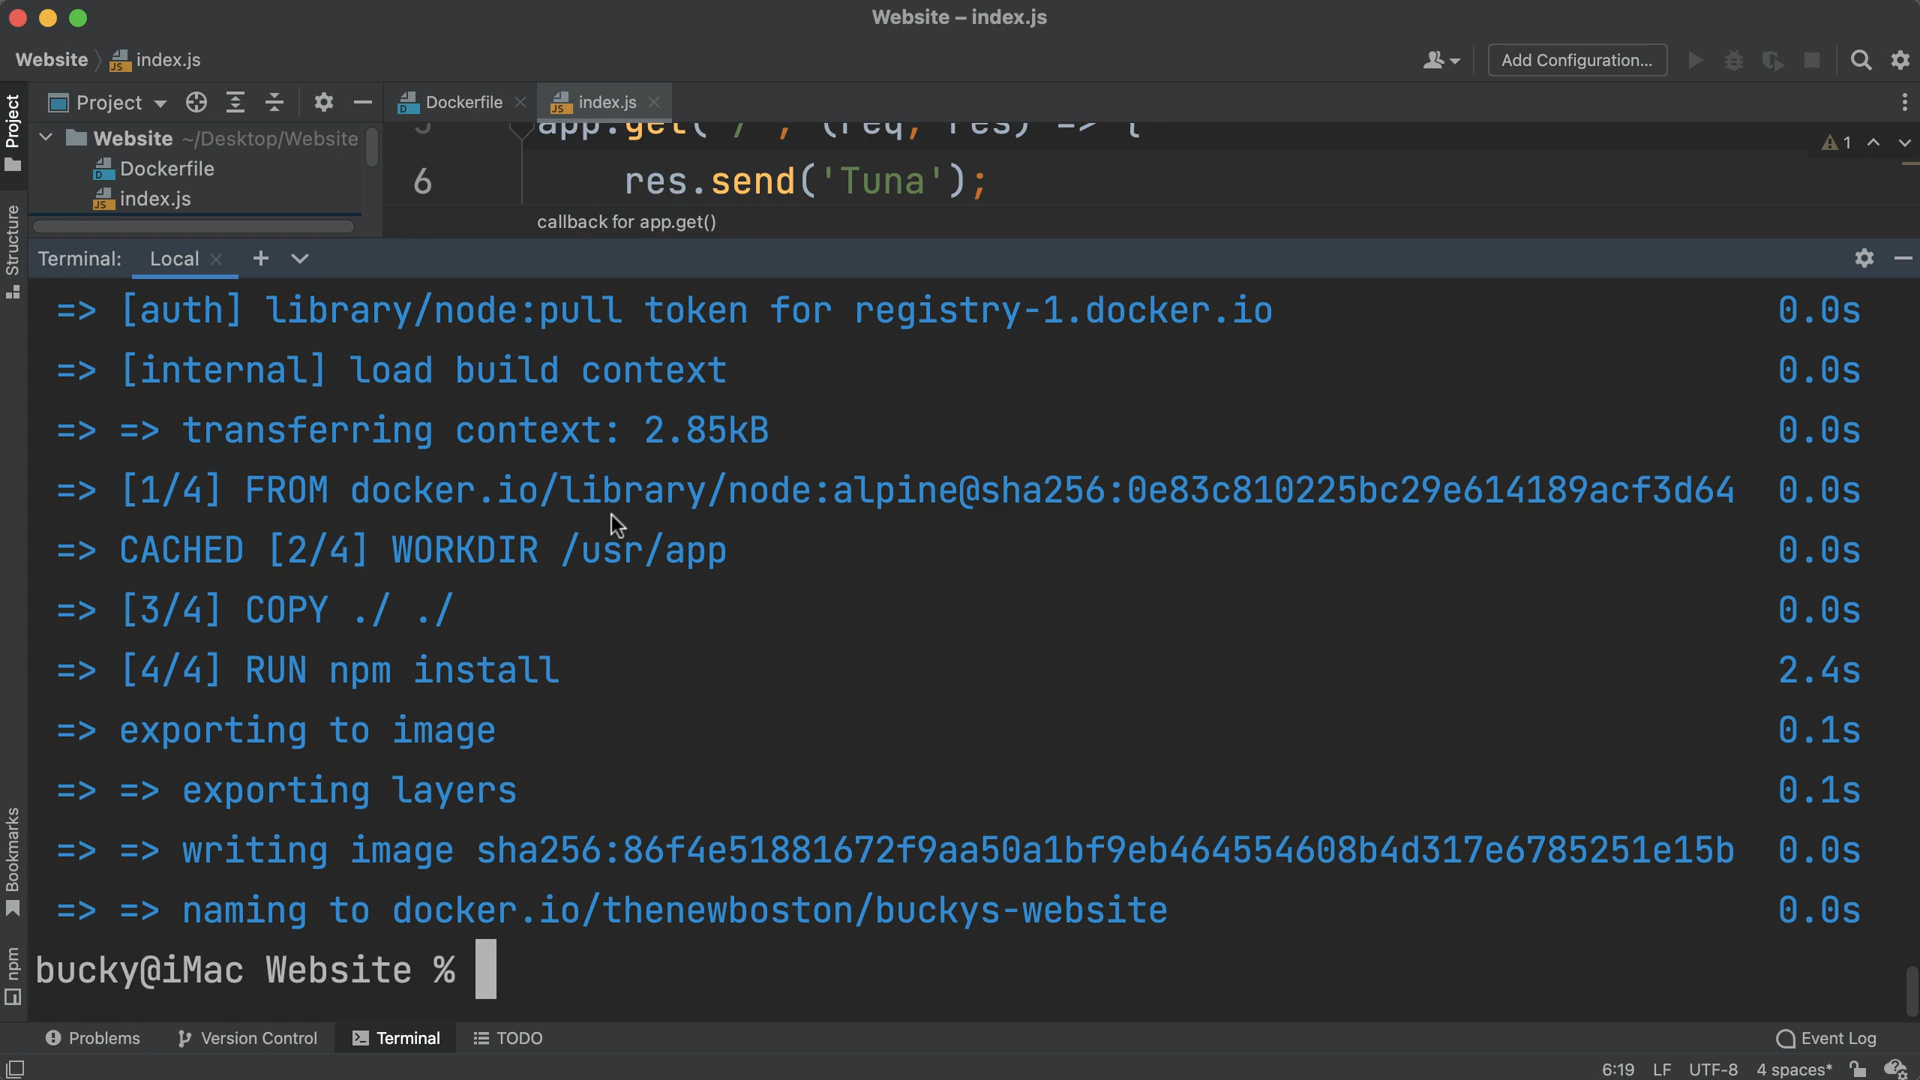 Website – index.js
Website index.js
Add Configuration...
Project
Project
Dockerfile
index.js
Website ~/Desktop/Website
Dockerfile
index.js
Structure
5 app.get('/', (req, res) => {
6 res.send('Tuna');
callback for app.get()
1
Terminal: Local
=> [auth] library/node:pull token for registry-1.docker.io 0.0s
=> [internal] load build context 0.0s
=> => transferring context: 2.85kB 0.0s
=> [1/4] FROM docker.io/library/node:alpine@sha256:0e83c810225bc29e614189acf3d64 0.0s
=> CACHED [2/4] WORKDIR /usr/app 0.0s
=> [3/4] COPY ./ ./ 0.0s
=> [4/4] RUN npm install 2.4s
=> exporting to image 0.1s
=> => exporting layers 0.1s
=> => writing image sha256:86f4e51881672f9aa50a1bf9eb464554608b4d317e6785251e15b 0.0s
=> => naming to docker.io/thenewboston/buckys-website 0.0s
bucky@iMac Website %
Bookmarks
npm
Problems Version Control Terminal TODO Event Log
6:19 LF UTF-8 4 spaces*